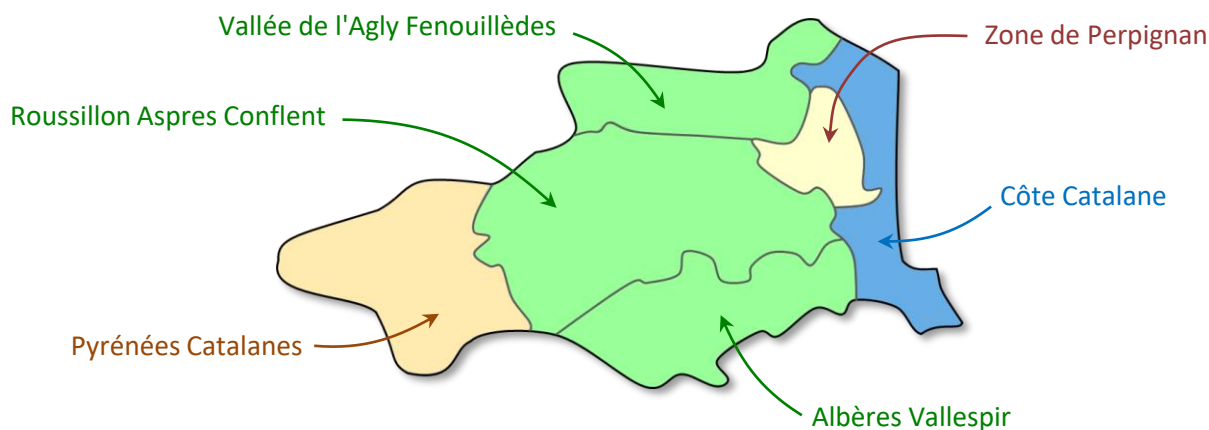 Vallée de l'Agly Fenouillèdes
Zone de Perpignan
Roussillon Aspres Conflent
Côte Catalane
Pyrénées Catalanes
Albères Vallespir